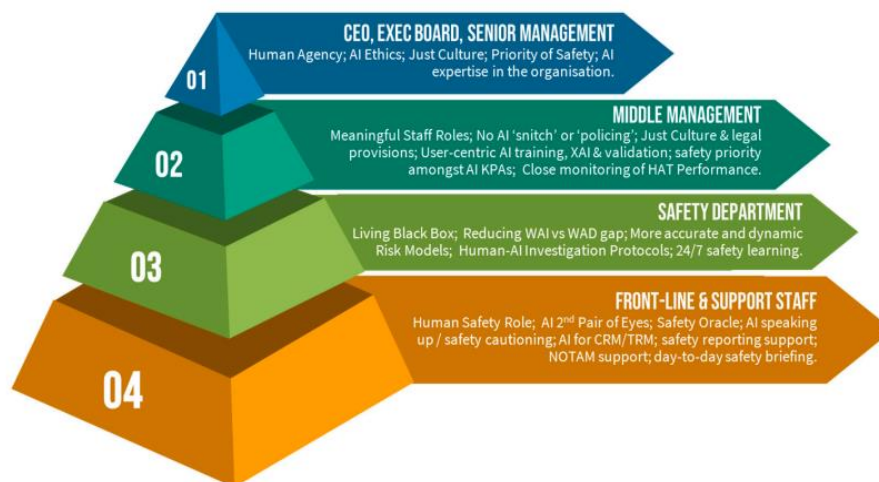 CEO, EXEC BOARD, SENIOR MANAGEMENT
Human Agency; AI Ethics; Just Culture; Priority of Safety; AI
expertise in the organisation.
01
MIDDLE MANAGEMENT
Meaningful Staff Roles; No AI ‘snitch’ or ‘policing’; Just Culture & legal
provisions; User-centric AI training, XAI & validation; safety priority
amongst AI KPAs; Close monitoring of HAT Performance.
02
SAFETY DEPARTMENT
Living Black Box; Reducing WAI vs WAD gap; More accurate and dynamic
Risk Models; Human-AI Investigation Protocols; 24/7 safety learning.
03
FRONT-LINE & SUPPORT STAFF
Human Safety Role; AI 2nd Pair of Eyes; Safety Oracle; AI speaking
up / safety cautioning; AI for CRM/TRM; safety reporting support;
NOTAM support; day-to-day safety briefing.
04